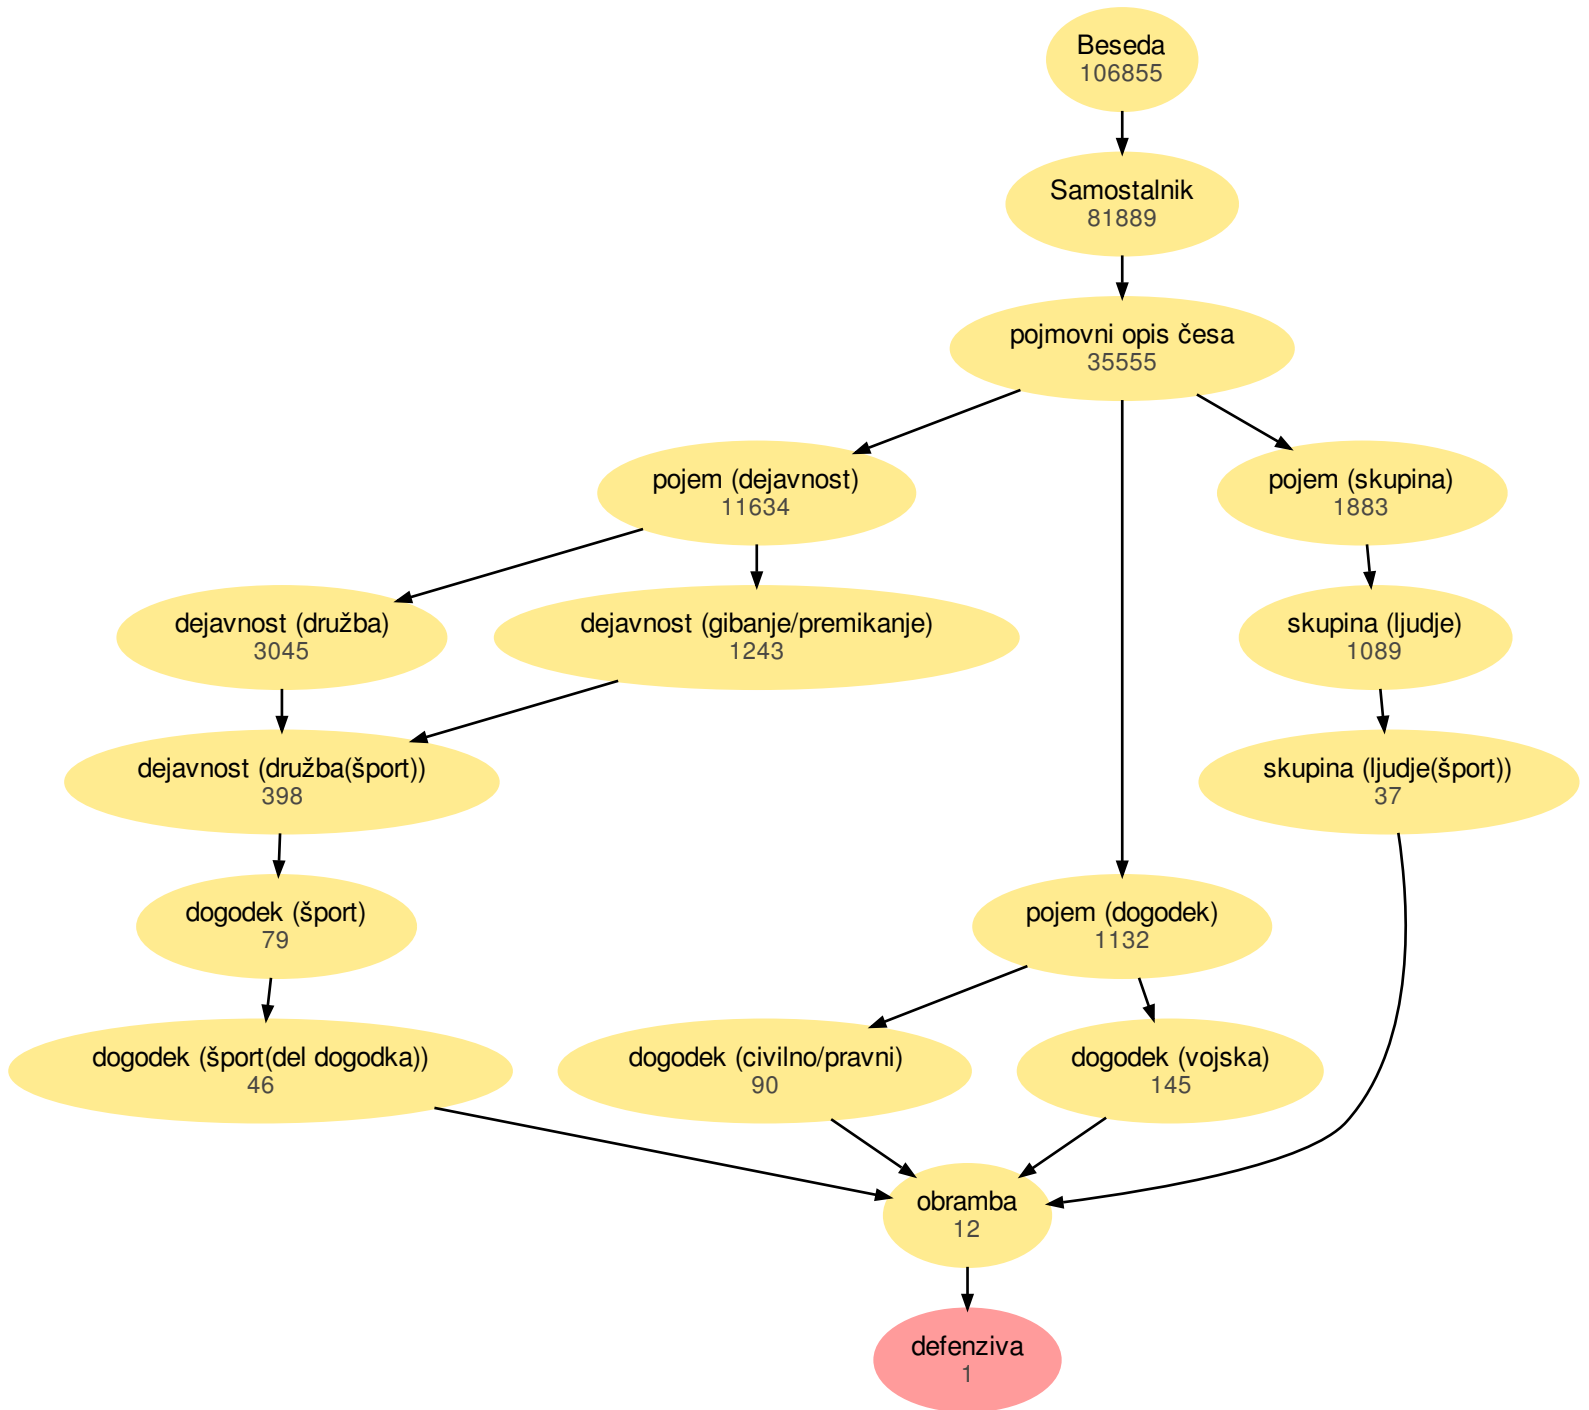 Beseda
106855
Samostalnik
81889
pojmovni opis česa
35555
pojem (dejavnost)
11634
pojem (skupina)
1883
dejavnost (družba)
3045
dejavnost (gibanje/premikanje)
1243
skupina (ljudje)
1089
dejavnost (družba(šport))
398
skupina (ljudje(šport))
37
dogodek (šport)
79
pojem (dogodek)
1132
dogodek (šport(del dogodka))
46
dogodek (civilno/pravni)
90
dogodek (vojska)
145
obramba
12
defenziva
1